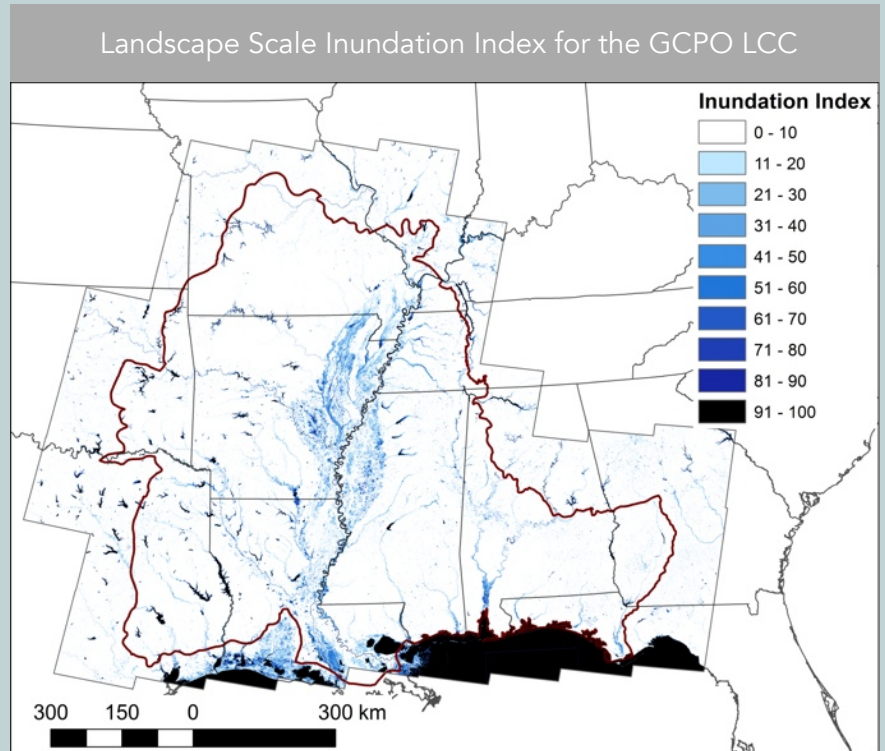 Landscape Scale Inundation Index for the GCPO LCC
Inundation Index
0 - 10
11 - 20
21 - 30
31 - 40
41 - 50
51 - 60
61 - 70
71 - 80
81 - 90
91 - 100
300 150 0 300 km